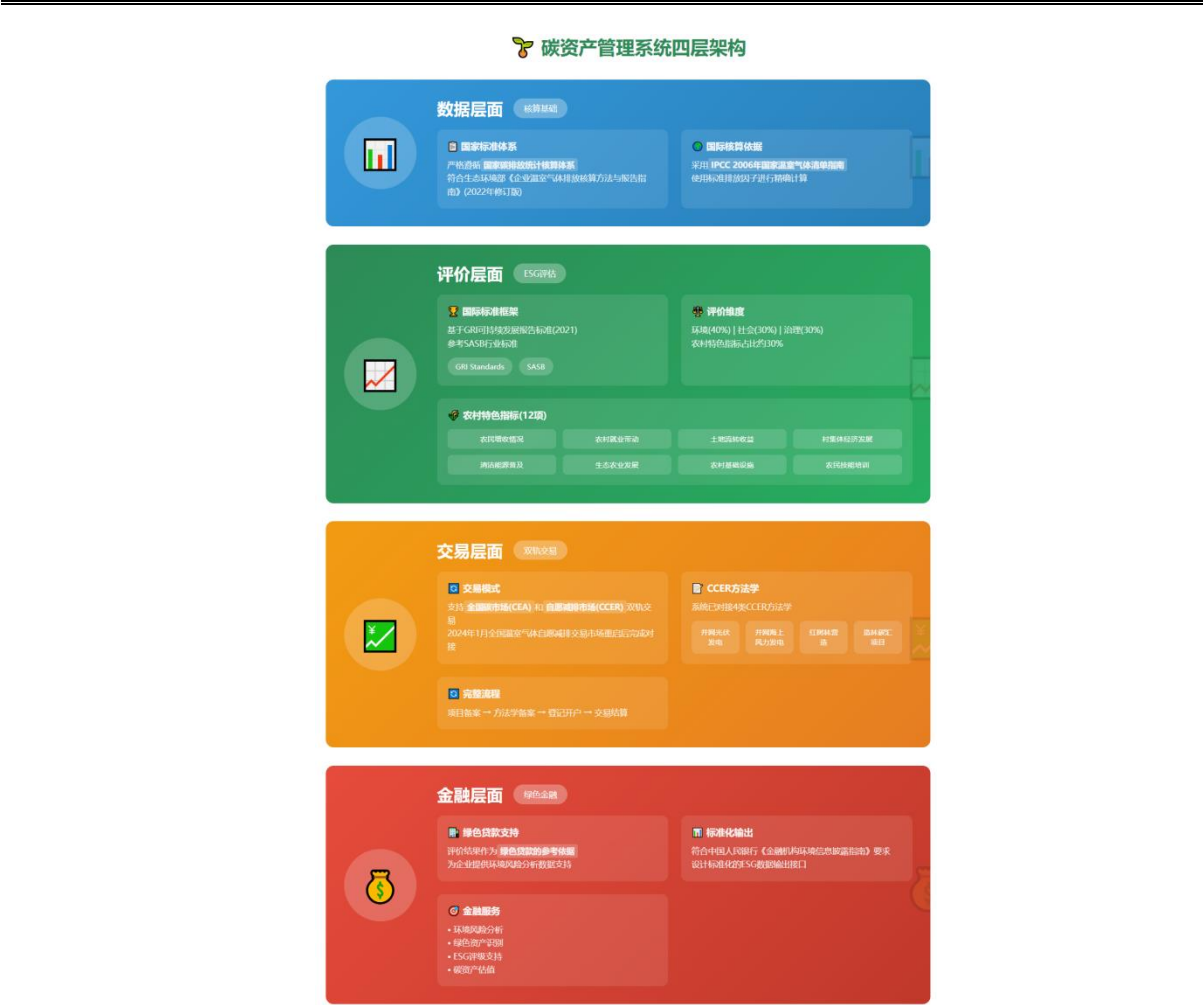 碳资产管理系统四层架构
数据层面 核算基础
国家标准体系
严格遵循 国家碳排放统计核算体系
符合生态环境部《企业温室气体排放核算方法与报告指
南》(2022年修订版)
国际核算依据
采用 IPCC 2006年国家温室气体清单指南
使用标准排放因子进行精确计算
评价层面 ESG评估
国际标准框架
基于GRI可持续发展报告标准(2021)
参考SASB行业标准
GRI Standards SASB
评价维度
环境(40%) | 社会(30%) | 治理(30%)
农村特色指标占比约30%
农村特色指标(12项)
农民增收情况 农村就业带动 土地流转收益 村集体经济发展
清洁能源普及 生态农业发展 农村基础设施 农民技能培训
交易层面 双轨交易
交易模式
支持 全国碳市场(CEA) 和 自愿减排市场(CCER) 双轨交
易
2024年1月全国温室气体自愿减排交易市场重启后完成对
接
CCER方法学
系统已对接4类CCER方法学
并网光伏
发电
并网海上
风力发电
红树林营
造
造林碳汇
项目
完整流程
项目备案 → 方法学备案 → 登记开户 → 交易结算
金融层面 绿色金融
绿色贷款支持
评价结果作为 绿色贷款的参考依据
为企业提供环境风险分析数据支持
标准化输出
符合中国人民银行《金融机构环境信息披露指南》要求
设计标准化的ESG数据输出接口
金融服务
• 环境风险分析
• 绿色资产识别
• ESG评级支持
• 碳资产估值